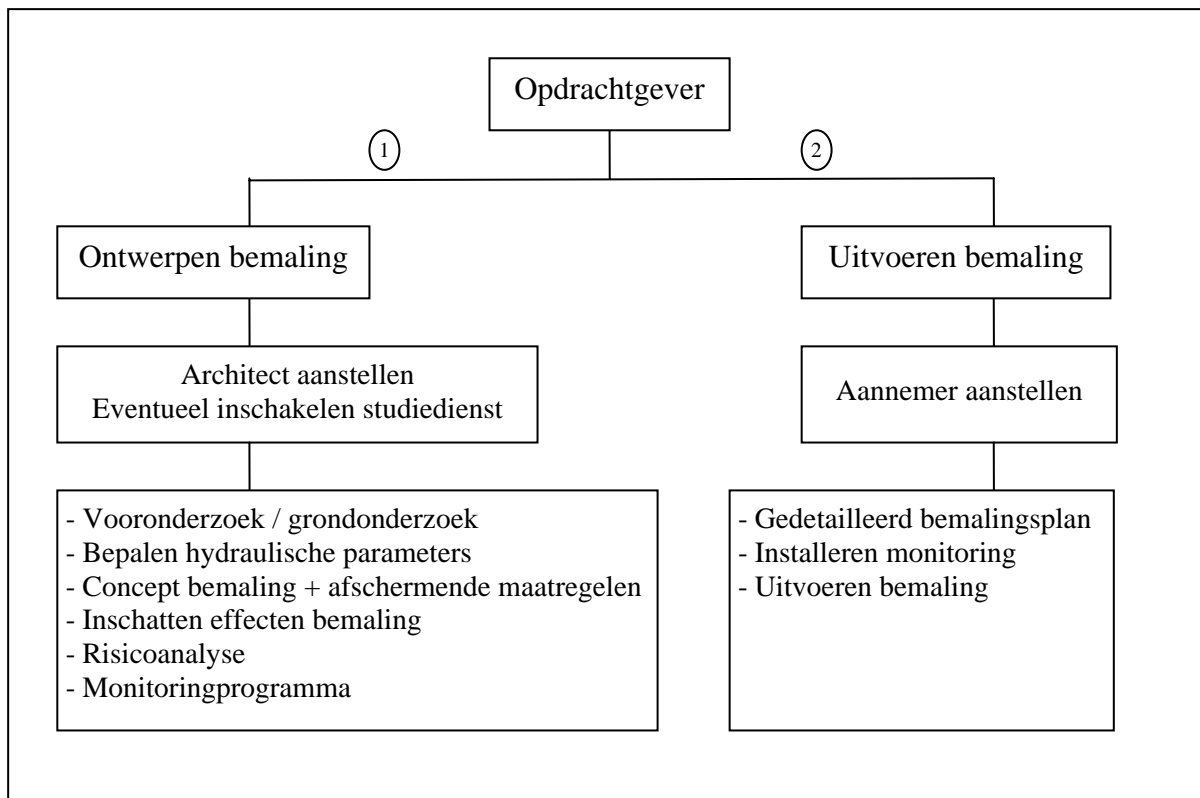 Opdrachtgever
1
2
Ontwerpen bemaling
Uitvoeren bemaling
Architect aanstellen
Eventueel inschakelen studiedienst
Aannemer aanstellen
- Vooronderzoek / grondonderzoek
- Bepalen hydraulische parameters
- Concept bemaling + afschermende maatregelen
- Inschatten effecten bemaling
- Risicoanalyse
- Monitoringprogramma
- Gedetailleerd bemalingsplan
- Installeren monitoring
- Uitvoeren bemaling